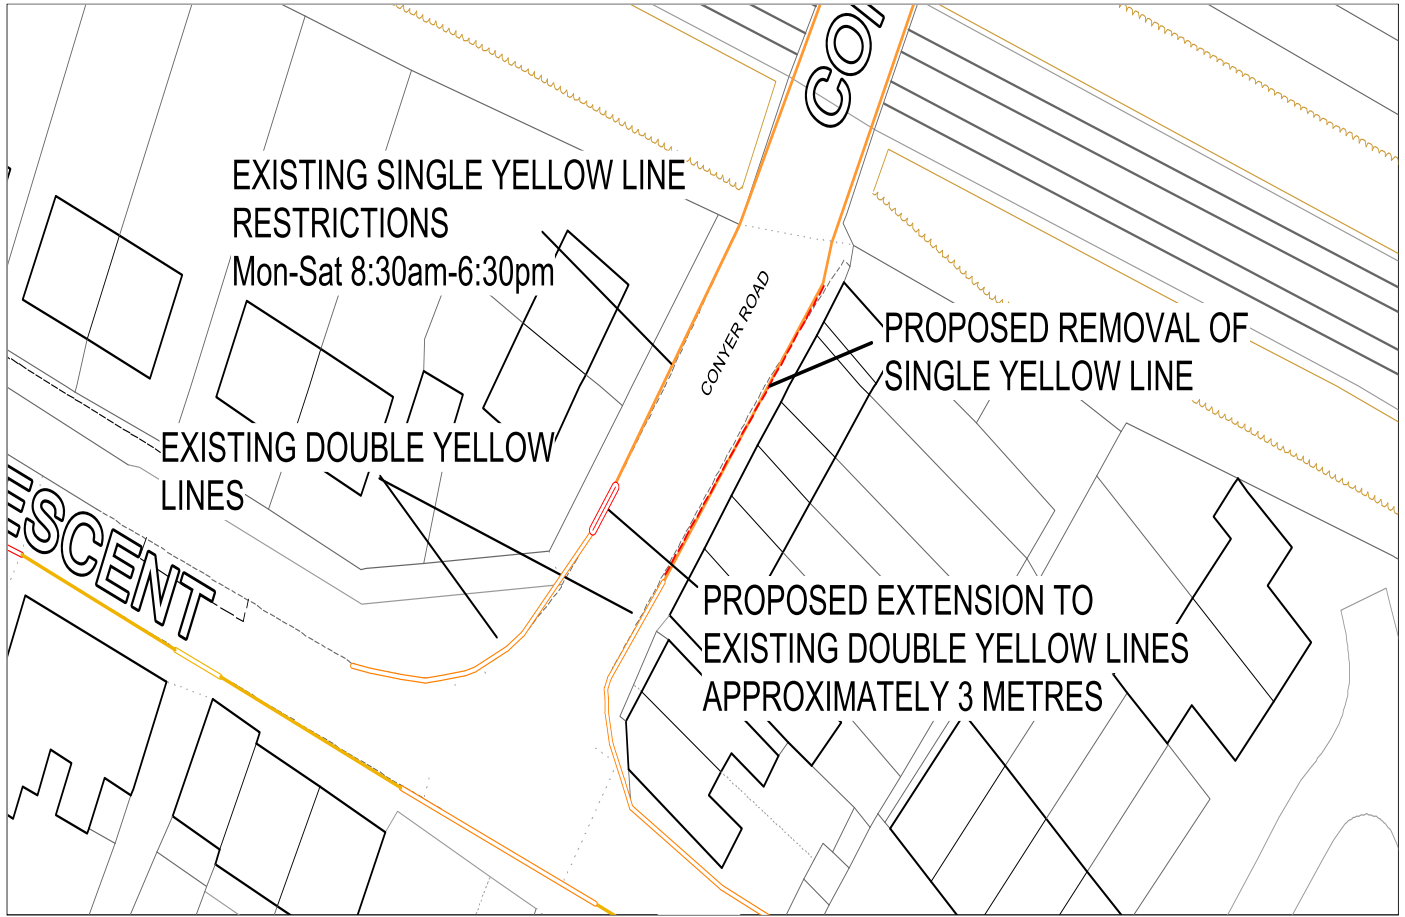 CON
EXISTING SINGLE YELLOW LINE
RESTRICTIONS
Mon-Sat 8:30am-6:30pm
CONYER ROAD
PROPOSED REMOVAL OF
SINGLE YELLOW LINE
EXISTING DOUBLE YELLOW
LINES
ESCENT
PROPOSED EXTENSION TO
EXISTING DOUBLE YELLOW LINES
APPROXIMATELY 3 METRES